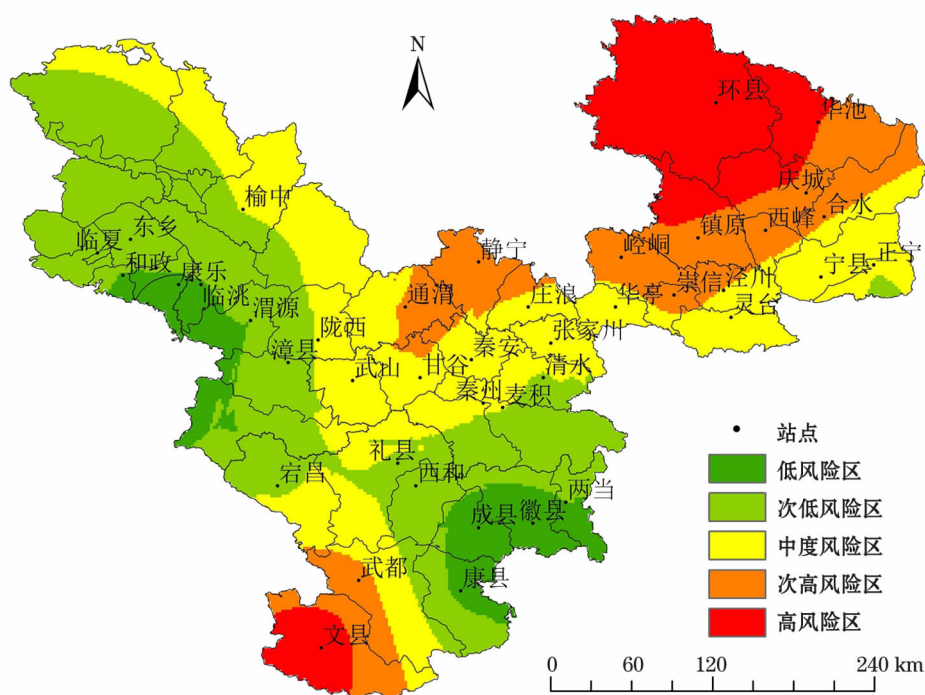 N
环县
华池
庆城
合水
榆中
镇原
西峰
东乡
静宁
崆峒
正宁
临夏
宁县
和政
康乐
崇信
泾川
临洮
通渭
庄浪
华亭
灵台
渭源
陇西
张家川
漳县
秦安
武山
甘谷
清水
秦州
麦积
礼县
站点
宕昌
西和
两当
低风险区
成县
徽县
次低风险区
中度风险区
武都
康县
次高风险区
文县
高风险区
0 60 120 240 km